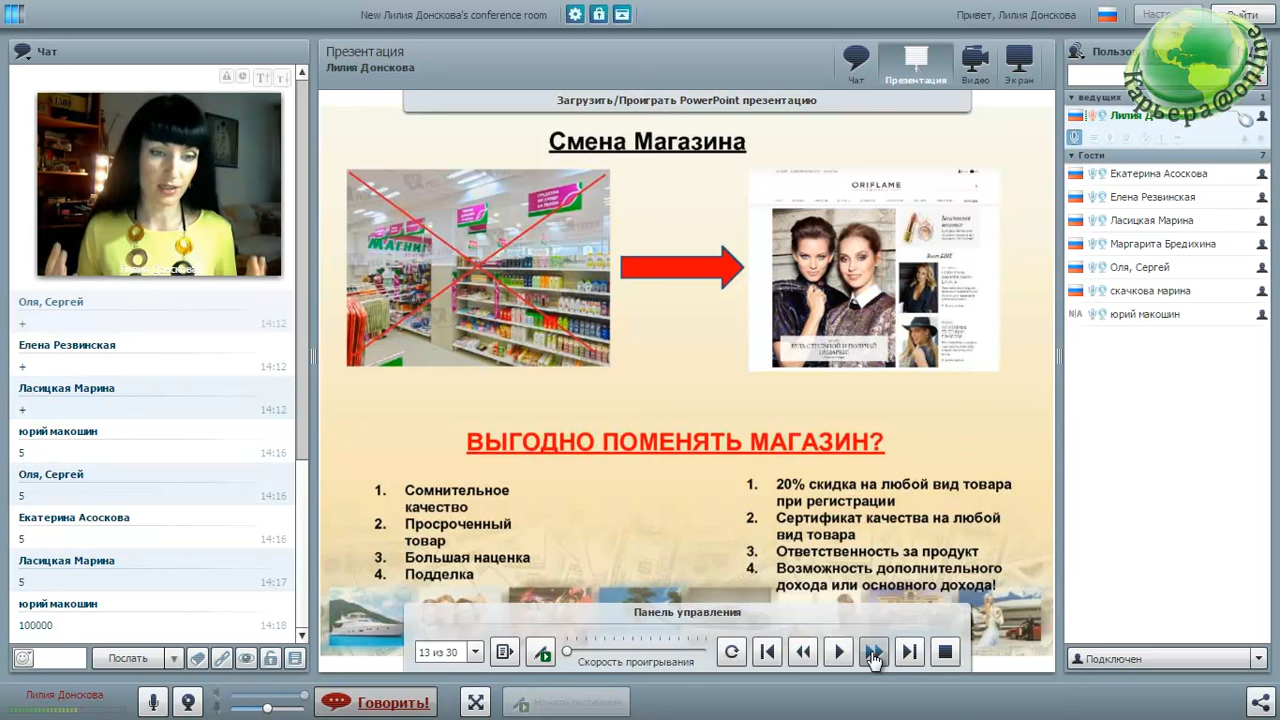 New Лилия Донскова's conference room
Привет, Лилия Донскова
Выйти
Чат
Презентация
Лилия Донскова
Чат
Презентация
Видео
Экран
карьера@online
Загрузить/Проиграть PowerPoint презентацию
ведущих 1
Лилия
Гости 7
Екатерина Асоскова
Елена Резвинская
Ласицкая Марина
Маргарита Бредихина
Оля, Сергей
скачкова марина
N/A юрий макошин
Смена Магазина
ORIFLAME
ВЫГОДНО ПОМЕНЯТЬ МАГАЗИН?
1. Сомнительное
качество
2. Просроченный
товар
3. Большая наценка
4. Подделка
1. 20% скидка на любой вид товара
при регистрации
2. Сертификат качества на любой
вид товара
3. Ответственность за продукт
4. Возможность дополнительного
дохода или основного дохода!
Оля, Сергей
+ 14:12
Елена Резвинская
+ 14:12
Ласицкая Марина
+ 14:12
юрий макошин
5 14:16
Оля, Сергей
5 14:16
Екатерина Асоскова
5 14:16
Ласицкая Марина
5 14:17
юрий макошин
100000 14:18
Послать
Панель управления
13 из 30
Скорость проигрывания
Подключен
Лилия Донскова
Говорить!